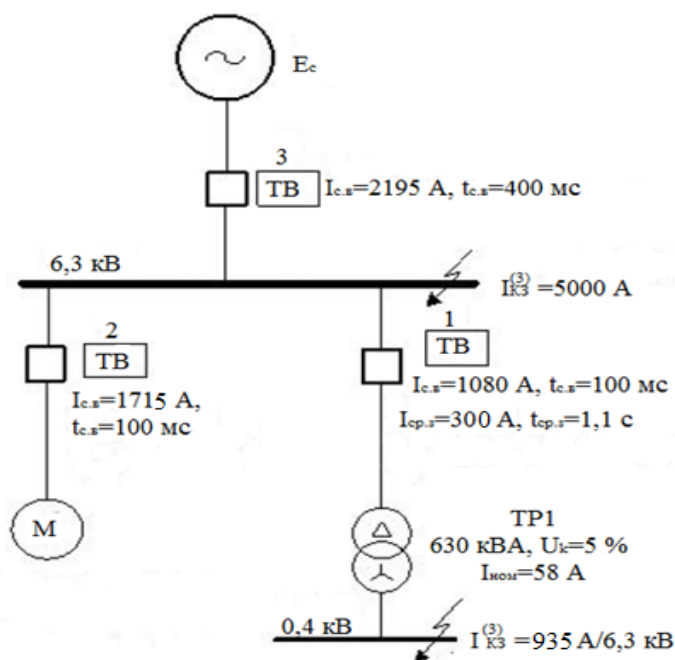 Eс
3
ТВ
Iс.в=2195 А, tс.в=400 мс
6,3 кВ
I(3)КЗ =5000 А
2
ТВ
Iс.в=1715 А,
tс.в=100 мс
1
ТВ
Iс.в=1080 А, tс.в=100 мс
Iср.з=300 А, tср.з=1,1 с
М
ТР1
630 кВА, Uk=5 %
Iном=58 А
0,4 кВ
I(3)КЗ =935 А/6,3 кВ